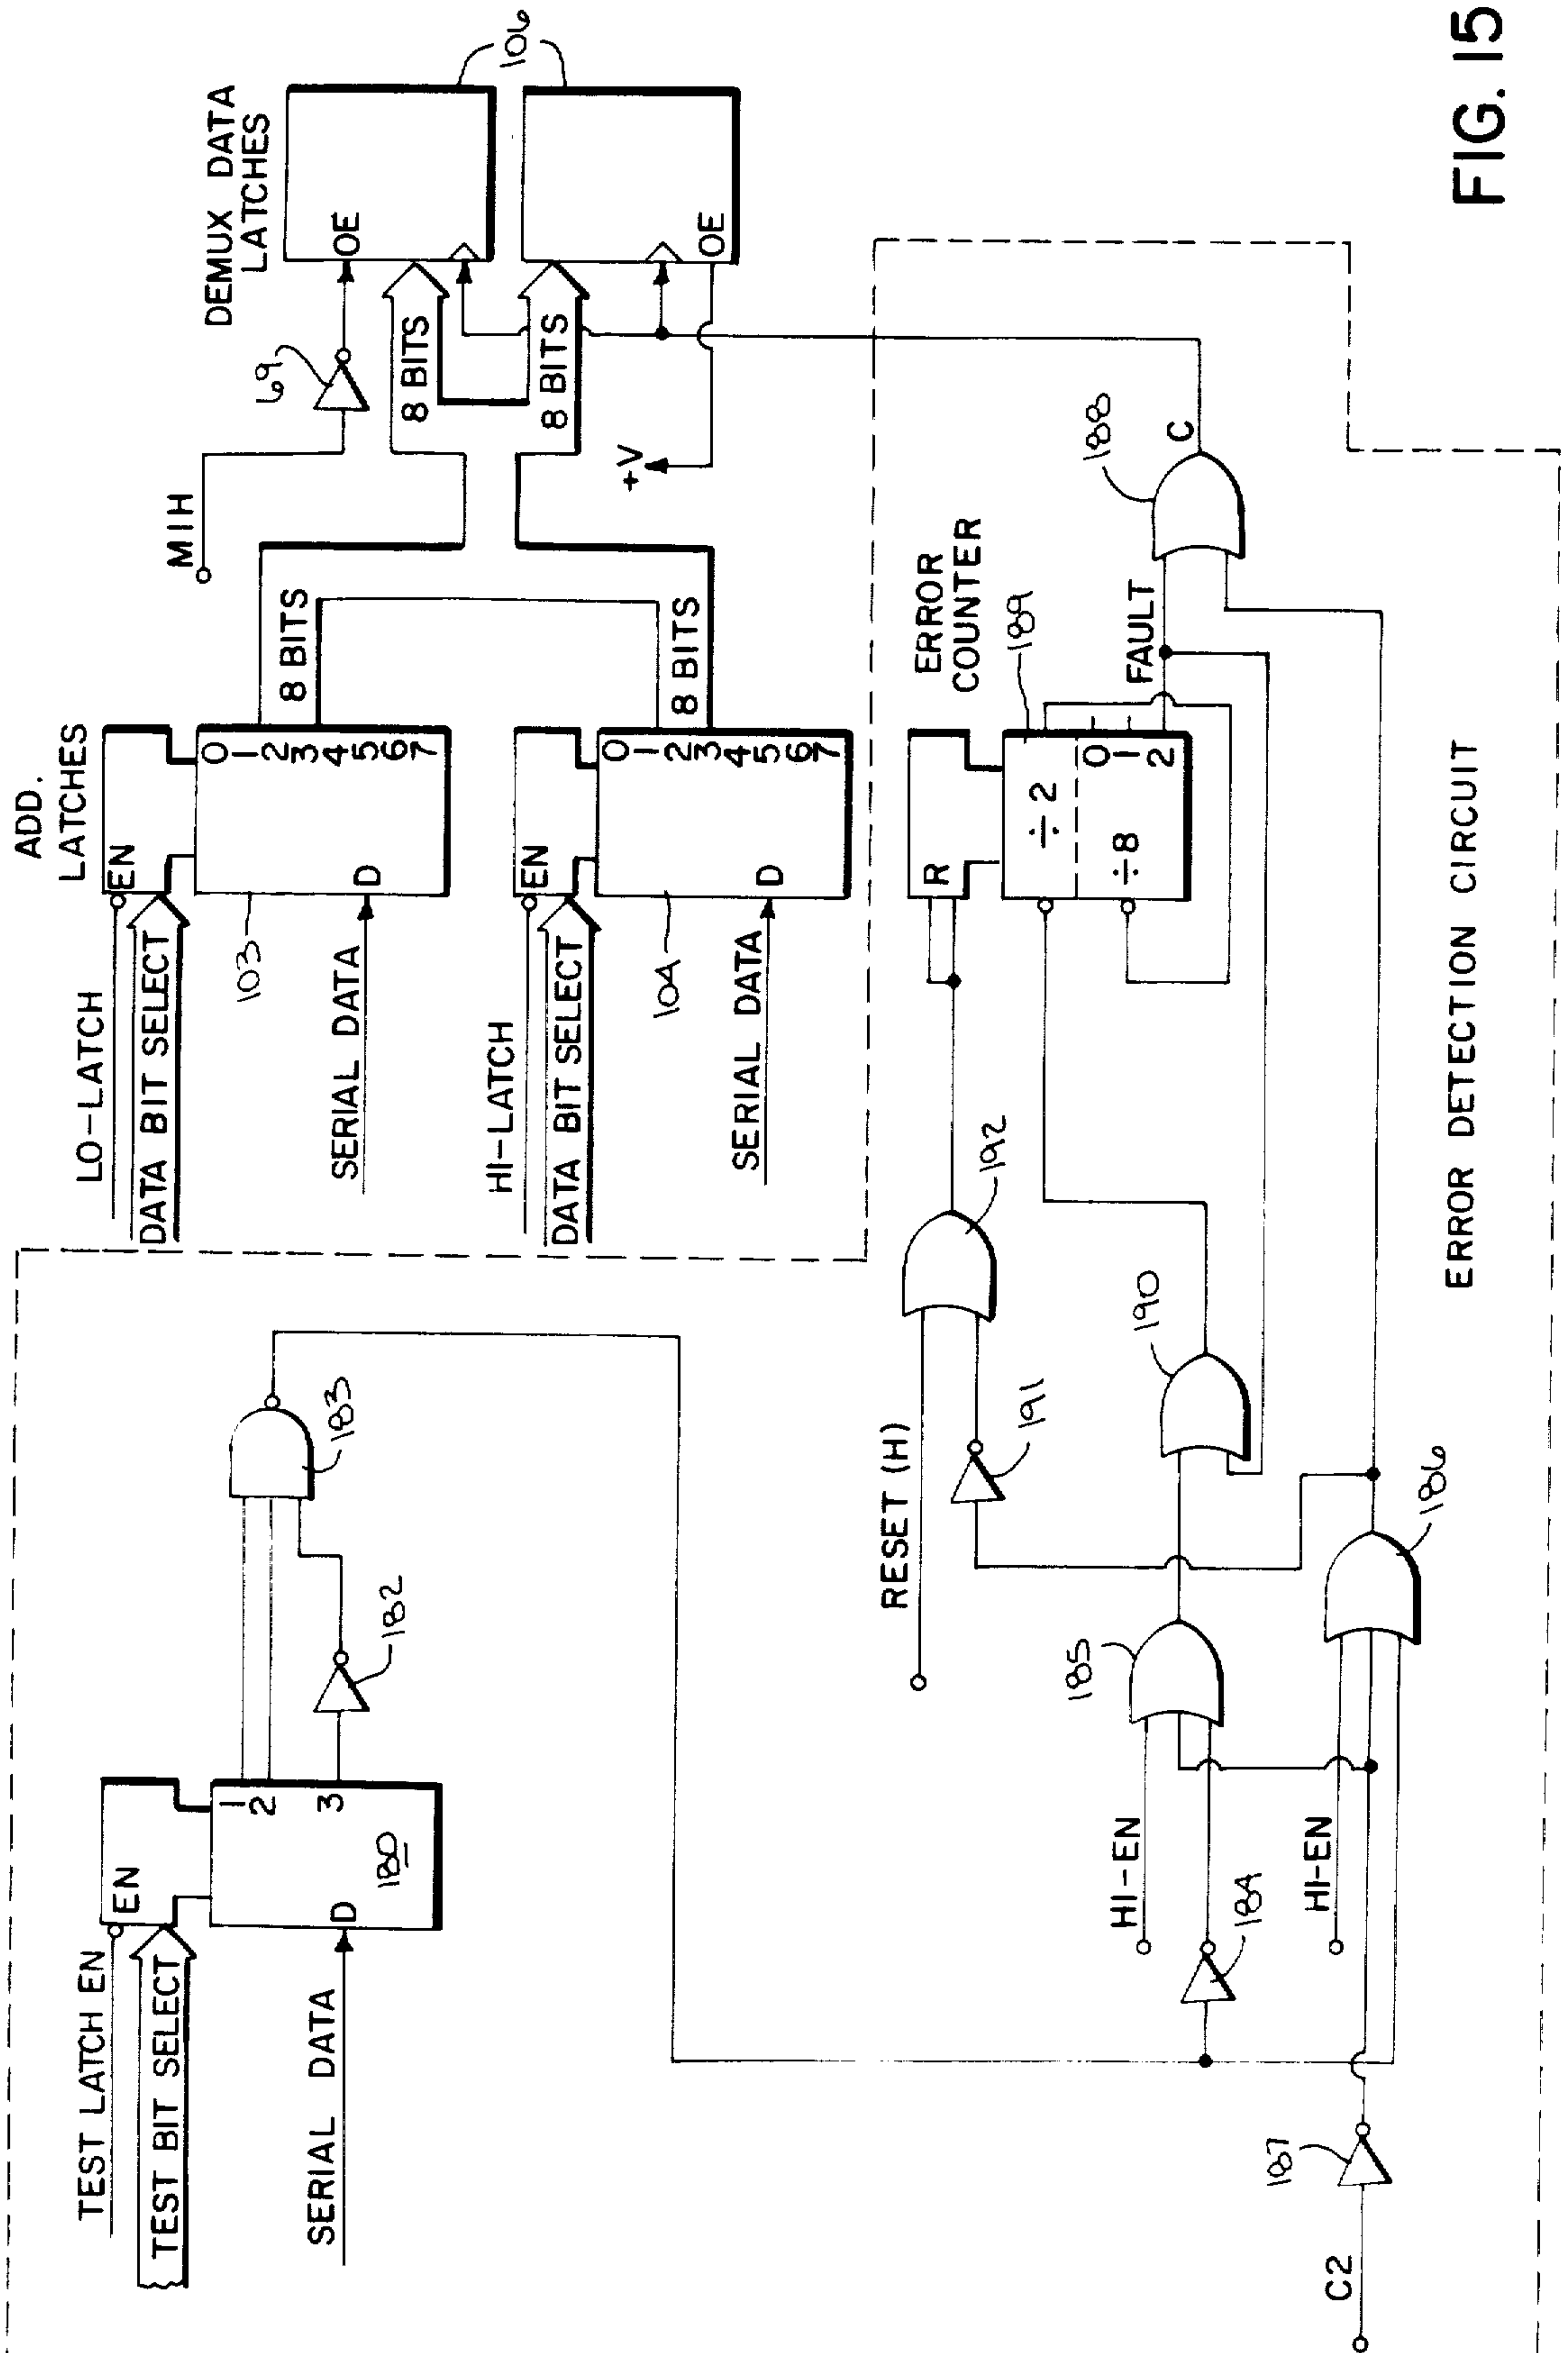 ADD.
LATCHES
LO-LATCH
EN
DATA BIT SELECT
103
SERIAL DATA
D
0
1
2
3
4
5
6
7
8 BITS
HI-LATCH
EN
DATA BIT SELECT
104
SERIAL DATA
D
0
1
2
3
4
5
6
7
8 BITS
MIH
69
DEMUX DATA
LATCHES
OE
8 BITS
8 BITS
OE
+V
106
TEST LATCH EN
EN
TEST BIT SELECT
SERIAL DATA
D
180
1
2
3
182
183
RESET (H)
191
192
ERROR
COUNTER
189
R
÷2
÷8
0
1
2
FAULT
188
C
HI-EN
184
185
190
HI-EN
186
C2
187
ERROR DETECTION CIRCUIT
FIG. 15